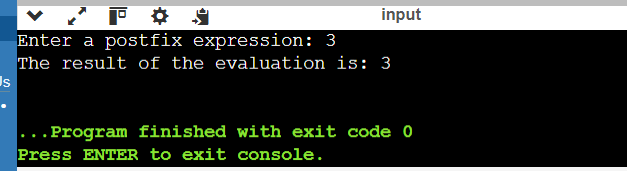 input
Enter a postfix expression: 3
The result of the evaluation is: 3
...Program finished with exit code 0
Press ENTER to exit console.